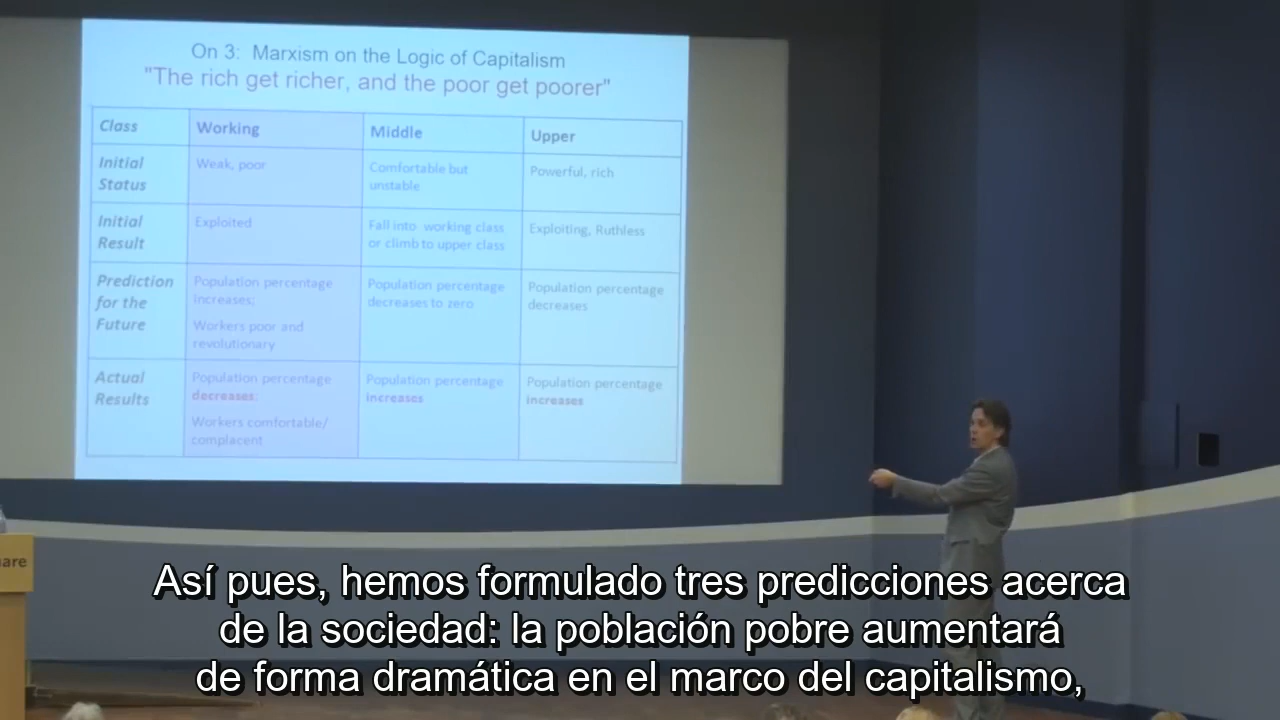 On 3: Marxism on the Logic of Capitalism
"The rich get richer, and the poor get poorer"
Class
Working
Middle
Upper
Initial
Status
Weak, poor
Comfortable but
unstable
Powerful, rich
Initial
Result
Exploited
Fall into working class
or climb to upper class
Exploiting, Ruthless
Prediction
for the
Future
Population percentage
increases;
Workers poor and
revolutionary
Population percentage
decreases to zero
Population percentage
decreases
Actual
Results
Population percentage
decreases;
Workers comfortable/
complacent
Population percentage
increases
Population percentage
increases
are
Así pues, hemos formulado tres predicciones acerca
de la sociedad: la población pobre aumentará
de forma dramática en el marco del capitalismo,